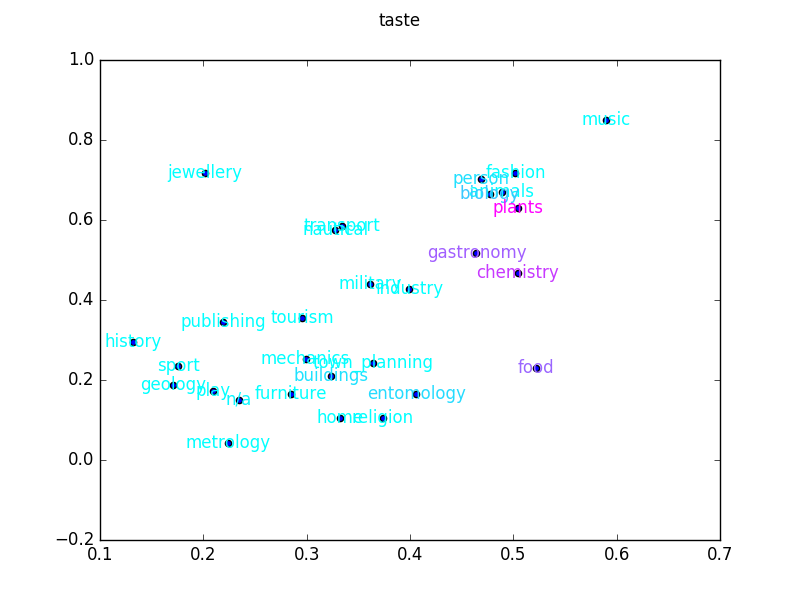 taste
1.0
music
0.8
jewellery
fashion
person
animals
biology
plants
0.6
transport
nautical
gastronomy
chemistry
military
industry
0.4
tourism
publishing
history
mechanics
town planning
sport
food
buildings
0.2
geology
play
furniture
entomology
n/a
home
religion
metrology
0.0
−0.2
0.1 0.2 0.3 0.4 0.5 0.6 0.7